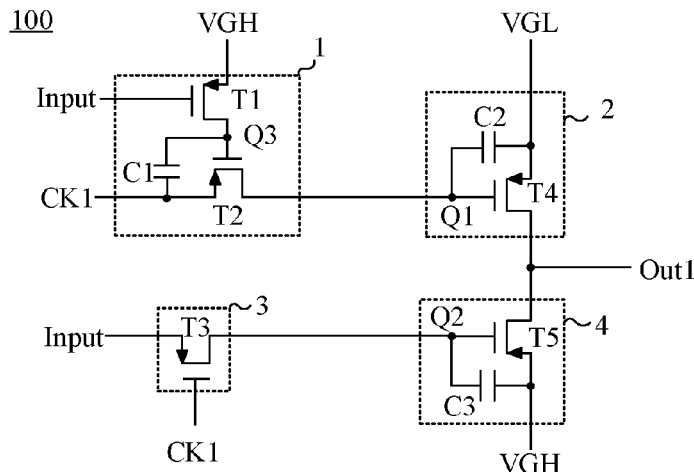 100
VGH
VGL
1
2
Input
T1
C2
Q3
C1
CK1
T2
Q1
T4
Out1
3
4
Input
T3
Q2
T5
C3
CK1
VGH